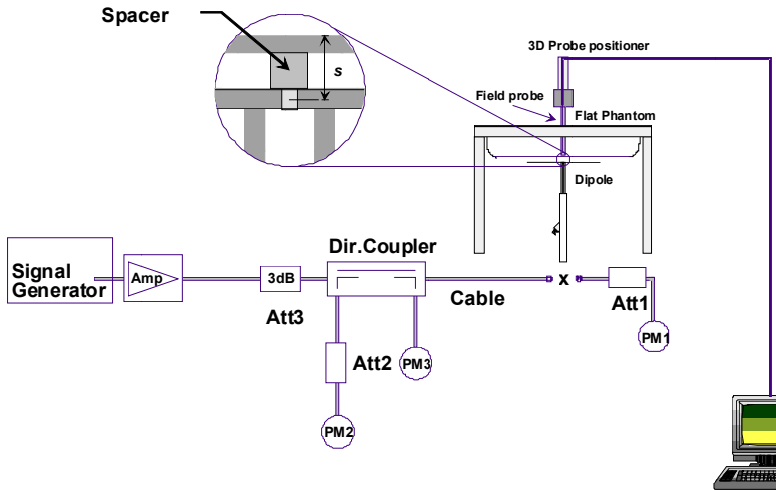 Spacer
s
3D Probe positioner
Field probe
Flat Phantom
Dipole
Dir.Coupler
Signal
Generator
Amp
3dB
Cable
x
Att1
Att3
PM1
Att2
PM3
PM2